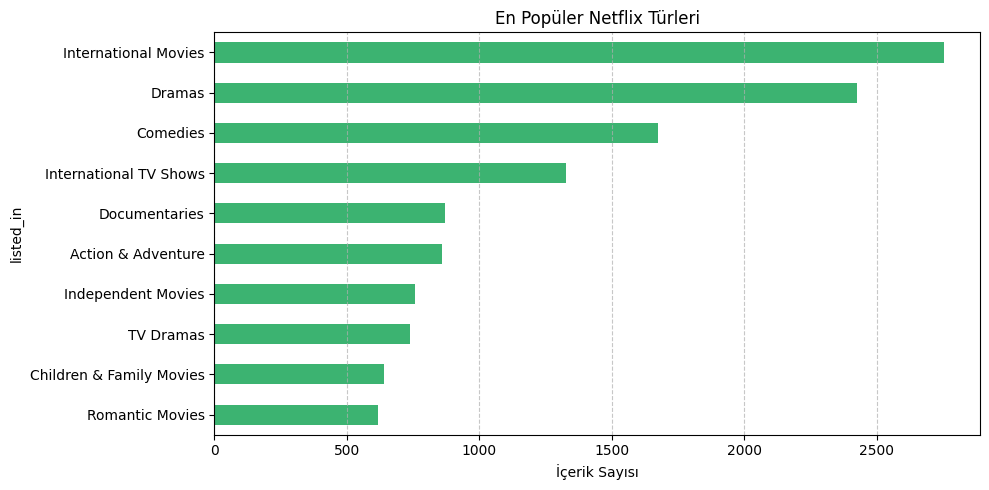 En Popüler Netflix Türleri
International Movies
Dramas
Comedies
International TV Shows
Documentaries
Action & Adventure
Independent Movies
TV Dramas
Children & Family Movies
Romantic Movies
listed_in
0 500 1000 1500 2000 2500
İçerik Sayısı